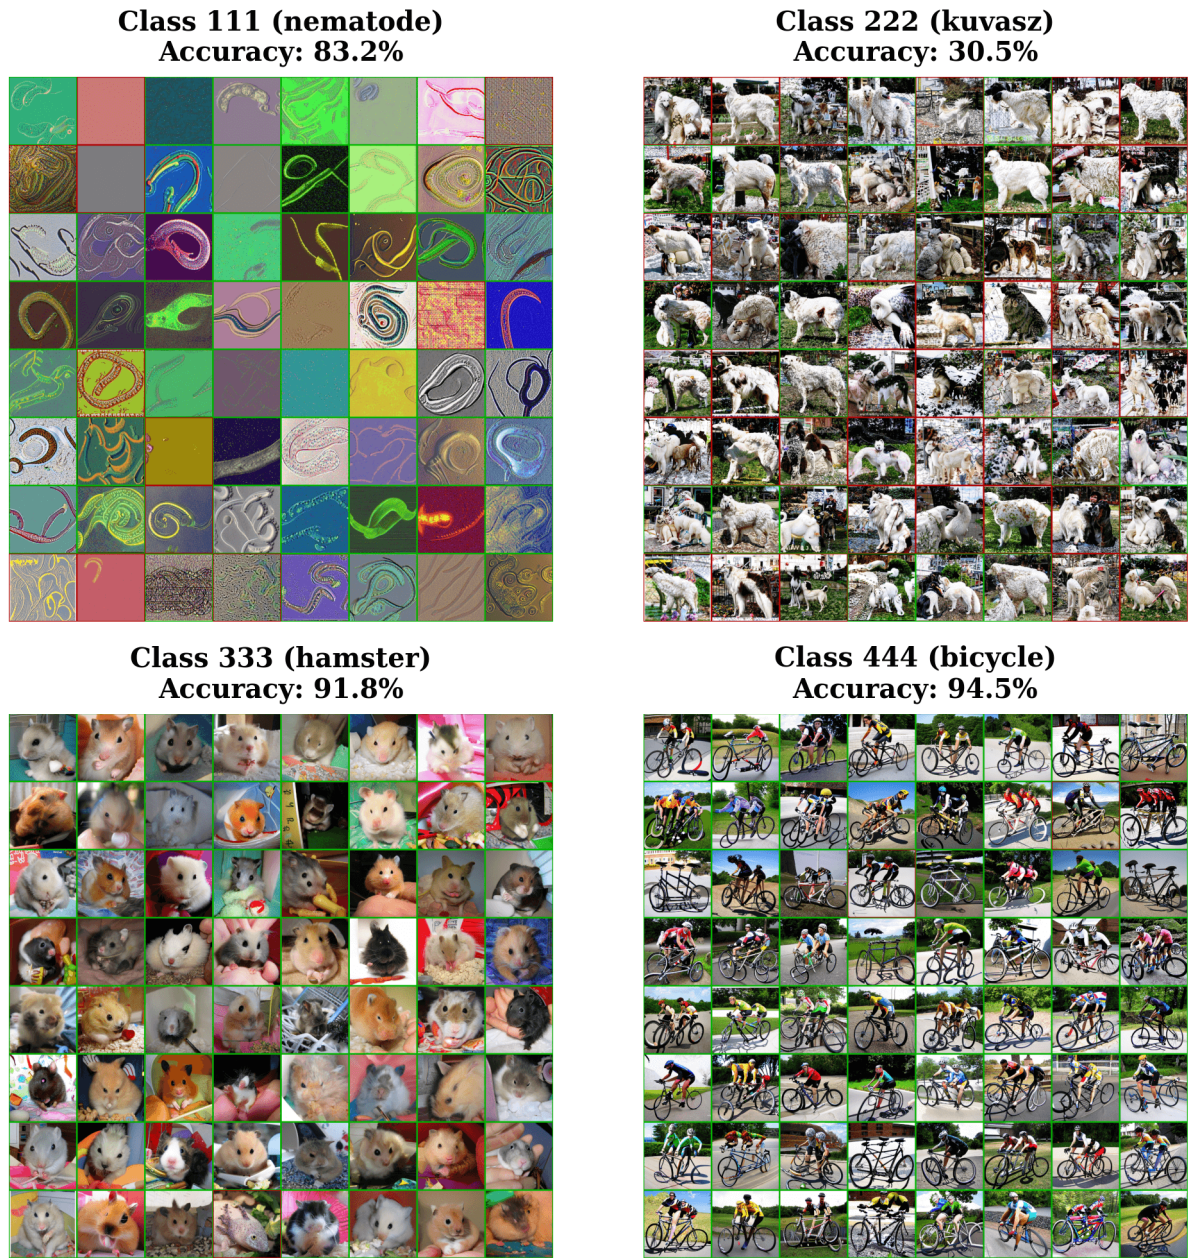 Class 111 (nematode)
Accuracy: 83.2%
Class 222 (kuvasz)
Accuracy: 30.5%
Class 333 (hamster)
Accuracy: 91.8%
Class 444 (bicycle)
Accuracy: 94.5%